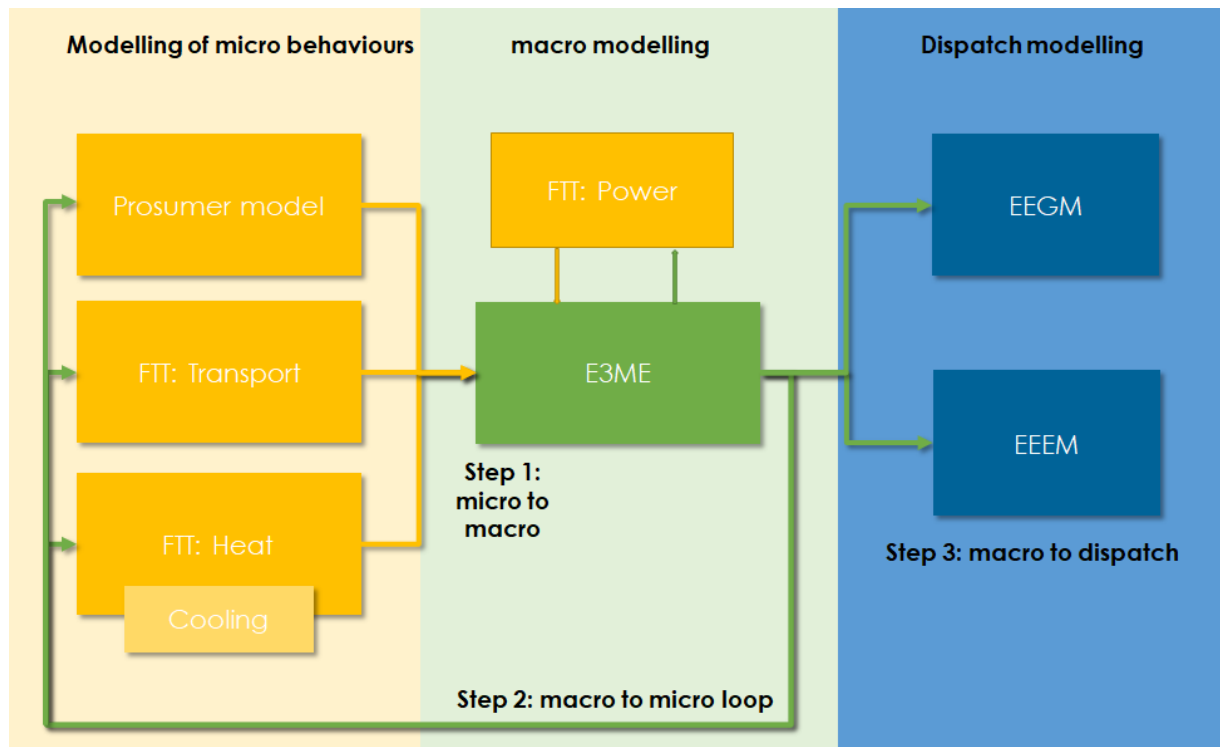 Modelling of micro behaviours
macro modelling
Dispatch modelling
Prosumer model
FTT: Transport
FTT: Heat
Cooling
FTT: Power
E3ME
Step 1:
micro to
macro
Step 2: macro to micro loop
EEGM
EEEM
Step 3: macro to dispatch